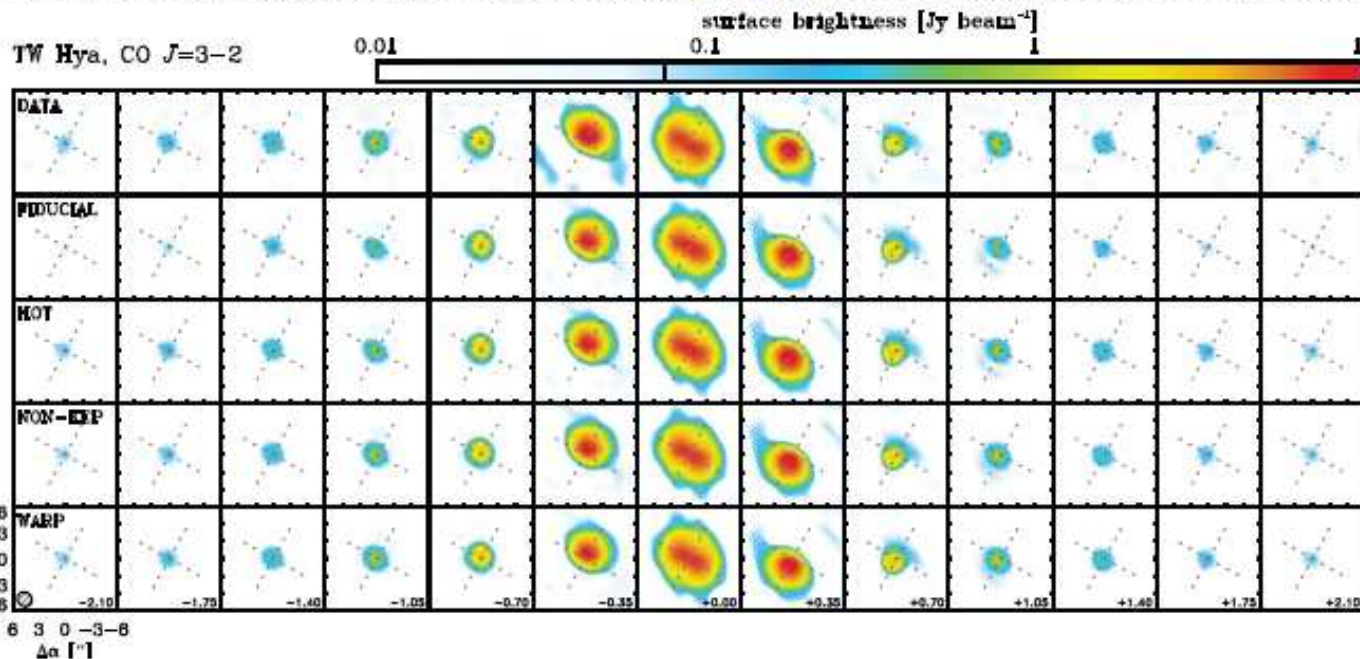 surface brightness [Jy beam⁻¹]
TW Hya, CO J=3−2
0.01 0.1 1 1
DATA
FIDUCIAL
HOT
NON-KEP
WARP
-2.10 -1.75 -1.40 -1.05 -0.70 -0.35 +0.00 +0.35 +0.70 +1.05 +1.40 +1.75 +2.10
6 3 0 -3-6
Δα ["]